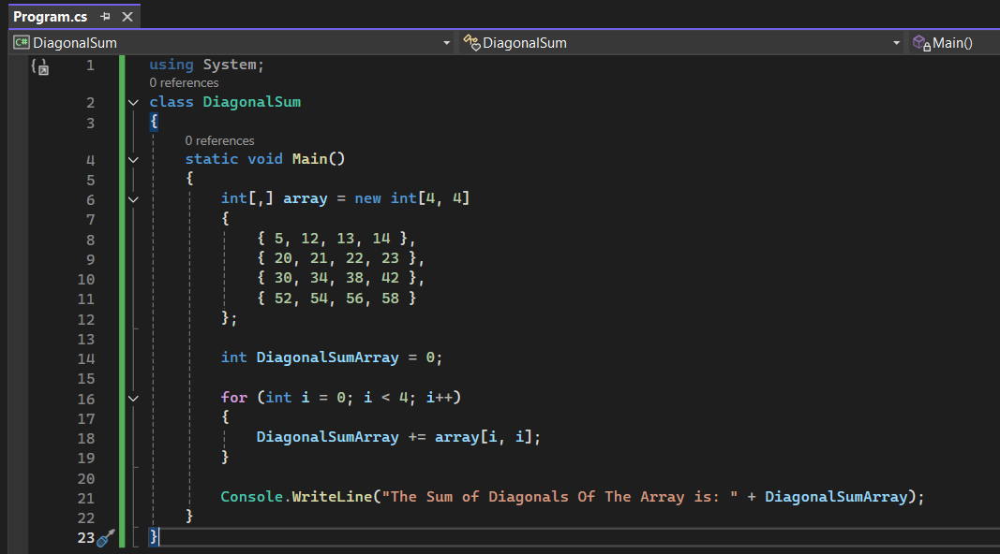 Program.cs
DiagonalSum DiagonalSum Main()
1 using System;
0 references
2 class DiagonalSum
3 {
0 references
4 static void Main()
5 {
6 int[,] array = new int[4, 4]
7 {
8 { 5, 12, 13, 14 },
9 { 20, 21, 22, 23 },
10 { 30, 34, 38, 42 },
11 { 52, 54, 56, 58 }
12 };
13
14 int DiagonalSumArray = 0;
15
16 for (int i = 0; i < 4; i++)
17 {
18 DiagonalSumArray += array[i, i];
19 }
20
21 Console.WriteLine("The Sum of Diagonals Of The Array is: " + DiagonalSumArray);
22 }
23 }